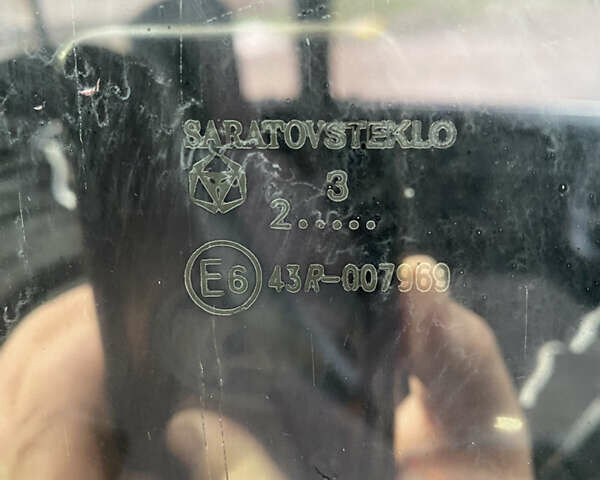 SARATOVSTEKLO
3
2.....
E6 43R-007969